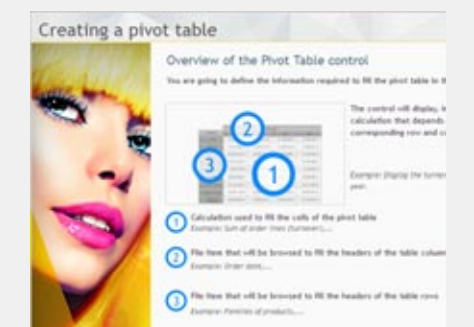 Creating a pivot table
Overview of the Pivot Table control
You are going to define the information required to fill the pivot table in th
The control will display, i
calculation that depends
corresponding row and c
2
3
1
Example: Display the turnov
year.
1 Calculation used to fill the cells of the pivot table
Example: Sum of order lines (turnover),...
2 File item that will be browsed to fill the headers of the table column
Example: Order date,...
3 File item that will be browsed to fill the headers of the table rows
Example: Families of products,...